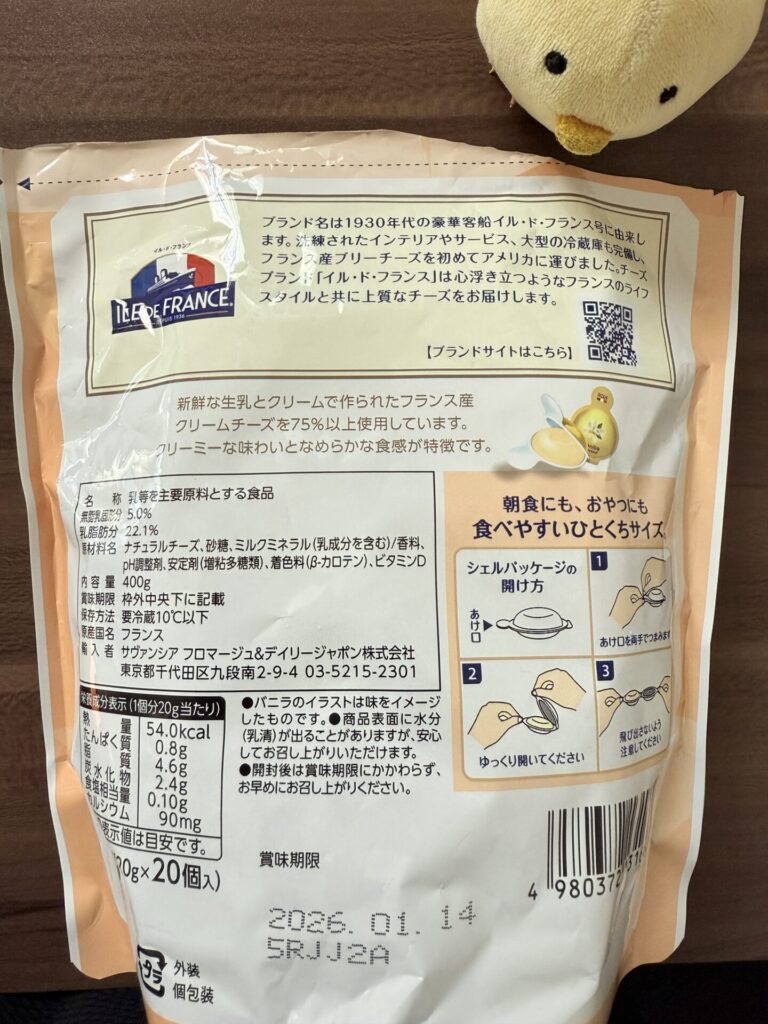 イル・ド・フランス
ILE DE FRANCE
DEPUIS 1936
ブランド名は1930年代の豪華客船イル・ド・フランス号に由来し
ます。洗練されたインテリアやサービス、大型の冷蔵庫も完備し、
フランス産ブリーチーズを初めてアメリカに運びました。チーズ
ブランド「イル・ド・フランス」は心浮き立つようなフランスのライフ
スタイルと共に上質なチーズをお届けします。
【ブランドサイトはこちら】
新鮮な生乳とクリームで作られたフランス産
クリームチーズを75%以上使用しています。
クリーミーな味わいとなめらかな食感が特徴です。
名 称 乳等を主要原料とする食品
無脂乳固形分 5.0%
乳脂肪分 22.1%
原材料名 ナチュラルチーズ、砂糖、ミルクミネラル(乳成分を含む)/香料、
pH調整剤、安定剤(増粘多糖類)、着色料(β-カロテン)、ビタミンD
内容量 400g
賞味期限 枠外中央下に記載
保存方法 要冷蔵10℃以下
原産国名 フランス
輸入者 サヴァンシア フロマージュ&デイリージャポン株式会社
東京都千代田区九段南2-9-4 03-5215-2301
朝食にも、おやつにも
食べやすいひとくちサイズ。
シェルパッケージの
開け方
あけ口
1
あけ口を両手でつまみます
2
ゆっくり開いてください
3
飛び出さないよう
注意してください
栄養成分表示(1個分20g当たり)
熱量 54.0kcal
たんぱく質 0.8g
脂質 4.6g
炭水化物 2.4g
食塩相当量 0.10g
カルシウム 90mg
表示値は目安です。
20個入)
●バニラのイラストは味をイメージ
したものです。●商品表面に水分
(乳清)が出ることがありますが、安心
してお召し上がりいただけます。
●開封後は賞味期限にかかわらず、
お早めにお召し上がりください。
賞味期限
2026.01.14
5RJJ2A
4 980372
プラ
外装
個包装